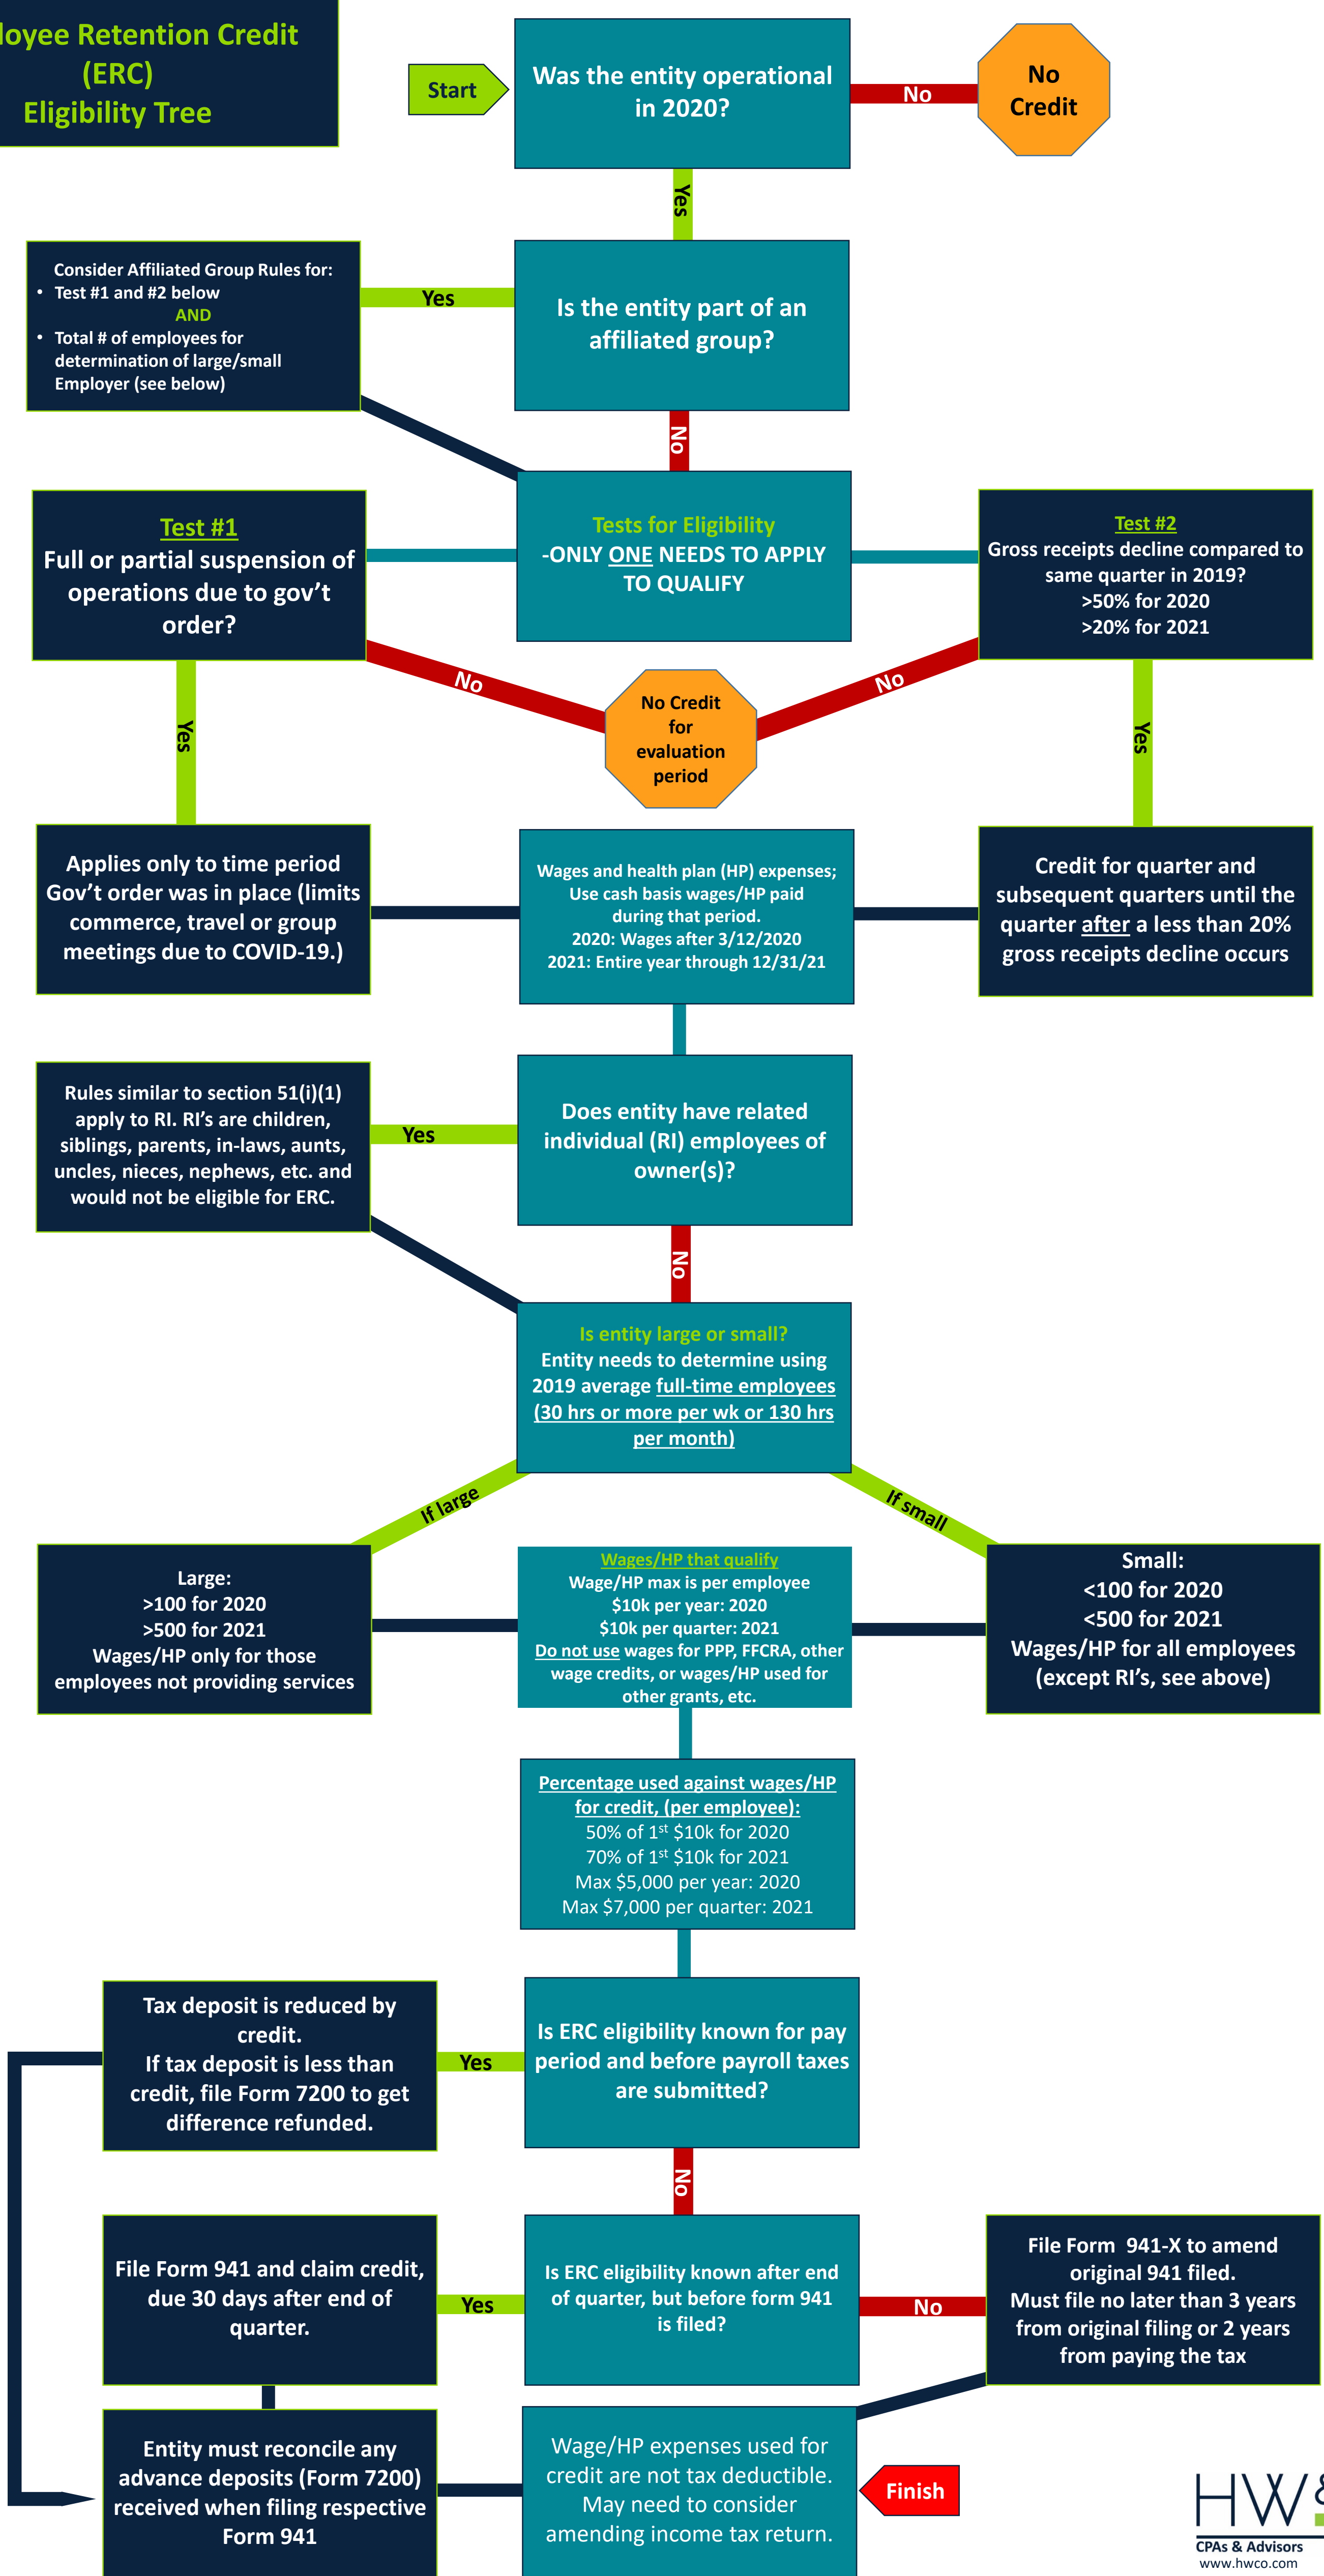 loyee Retention Credit
(ERC)
Eligibility Tree
Start
Was the entity operational
in 2020?
No
No
Credit
Yes
Consider Affiliated Group Rules for:
• Test #1 and #2 below
AND
• Total # of employees for
determination of large/small
Employer (see below)
Yes
Is the entity part of an
affiliated group?
No
Test #1
Full or partial suspension of
operations due to gov’t
order?
Tests for Eligibility
-ONLY ONE NEEDS TO APPLY
TO QUALIFY
Test #2
Gross receipts decline compared to
same quarter in 2019?
>50% for 2020
>20% for 2021
No
No
No Credit
for
evaluation
period
Yes
Yes
Applies only to time period
Gov’t order was in place (limits
commerce, travel or group
meetings due to COVID-19.)
Wages and health plan (HP) expenses;
Use cash basis wages/HP paid
during that period.
2020: Wages after 3/12/2020
2021: Entire year through 12/31/21
Credit for quarter and
subsequent quarters until the
quarter after a less than 20%
gross receipts decline occurs
Rules similar to section 51(i)(1)
apply to RI. RI’s are children,
siblings, parents, in-laws, aunts,
uncles, nieces, nephews, etc. and
would not be eligible for ERC.
Yes
Does entity have related
individual (RI) employees of
owner(s)?
No
Is entity large or small?
Entity needs to determine using
2019 average full-time employees
(30 hrs or more per wk or 130 hrs
per month)
If large
If small
Large:
>100 for 2020
>500 for 2021
Wages/HP only for those
employees not providing services
Wages/HP that qualify
Wage/HP max is per employee
$10k per year: 2020
$10k per quarter: 2021
Do not use wages for PPP, FFCRA, other
wage credits, or wages/HP used for
other grants, etc.
Small:
<100 for 2020
<500 for 2021
Wages/HP for all employees
(except RI’s, see above)
Percentage used against wages/HP
for credit, (per employee):
50% of 1st $10k for 2020
70% of 1st $10k for 2021
Max $5,000 per year: 2020
Max $7,000 per quarter: 2021
Tax deposit is reduced by
credit.
If tax deposit is less than
credit, file Form 7200 to get
difference refunded.
Yes
Is ERC eligibility known for pay
period and before payroll taxes
are submitted?
No
File Form 941 and claim credit,
due 30 days after end of
quarter.
Yes
Is ERC eligibility known after end
of quarter, but before form 941
is filed?
No
File Form 941-X to amend
original 941 filed.
Must file no later than 3 years
from original filing or 2 years
from paying the tax
Entity must reconcile any
advance deposits (Form 7200)
received when filing respective
Form 941
Wage/HP expenses used for
credit are not tax deductible.
May need to consider
amending income tax return.
Finish
HW&
CPAs & Advisors
www.hwco.com